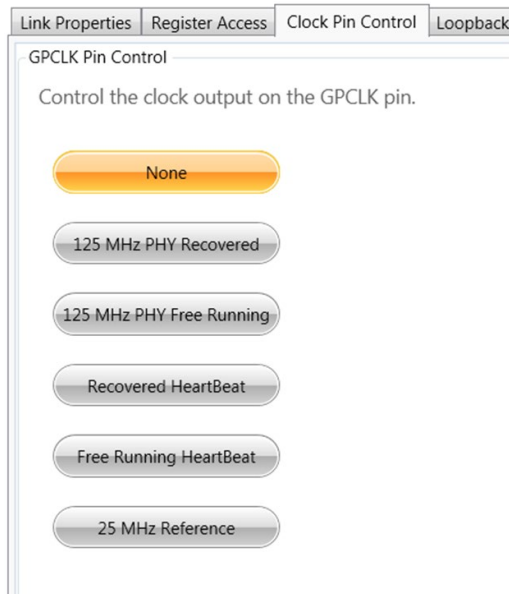 Link Properties Register Access Clock Pin Control Loopback
GPCLK Pin Control
Control the clock output on the GPCLK pin.
None
125 MHz PHY Recovered
125 MHz PHY Free Running
Recovered HeartBeat
Free Running HeartBeat
25 MHz Reference